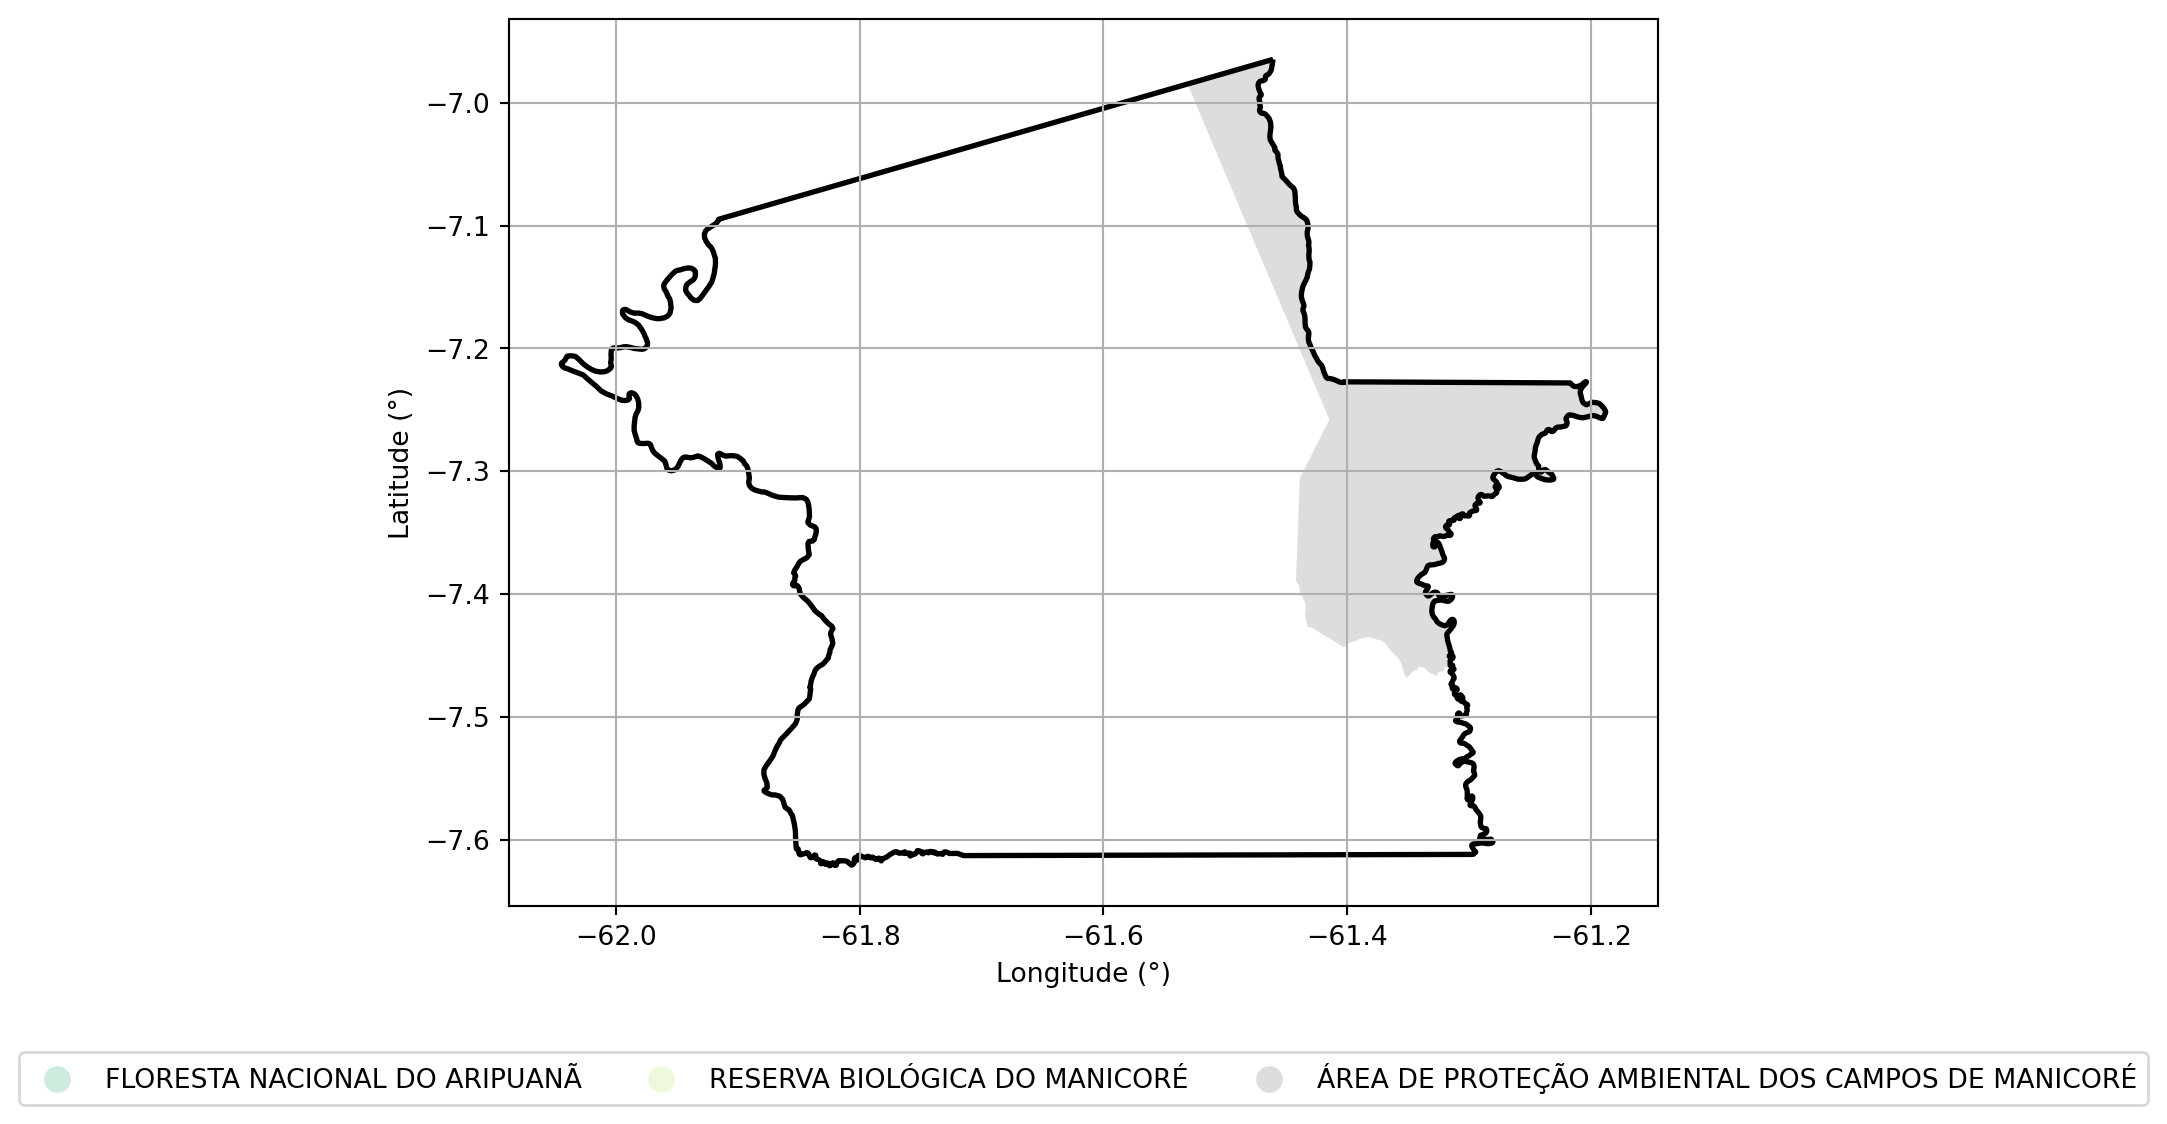 −7.0
−7.1
−7.2
−7.3
−7.4
−7.5
−7.6
Latitude (°)
−62.0 −61.8 −61.6 −61.4 −61.2
Longitude (°)
FLORESTA NACIONAL DO ARIPUANÃ RESERVA BIOLÓGICA DO MANICORÉ ÁREA DE PROTEÇÃO AMBIENTAL DOS CAMPOS DE MANICORÉ